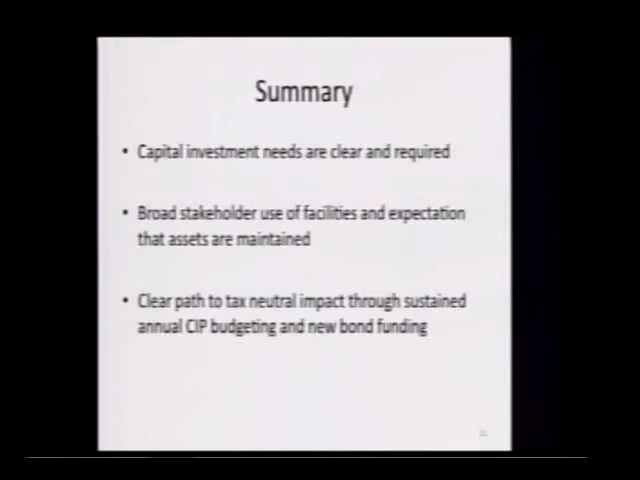 Summary
• Capital investment needs are clear and required
• Broad stakeholder use of facilities and expectation
that assets are maintained
• Clear path to tax neutral impact through sustained
annual CIP budgeting and new bond funding